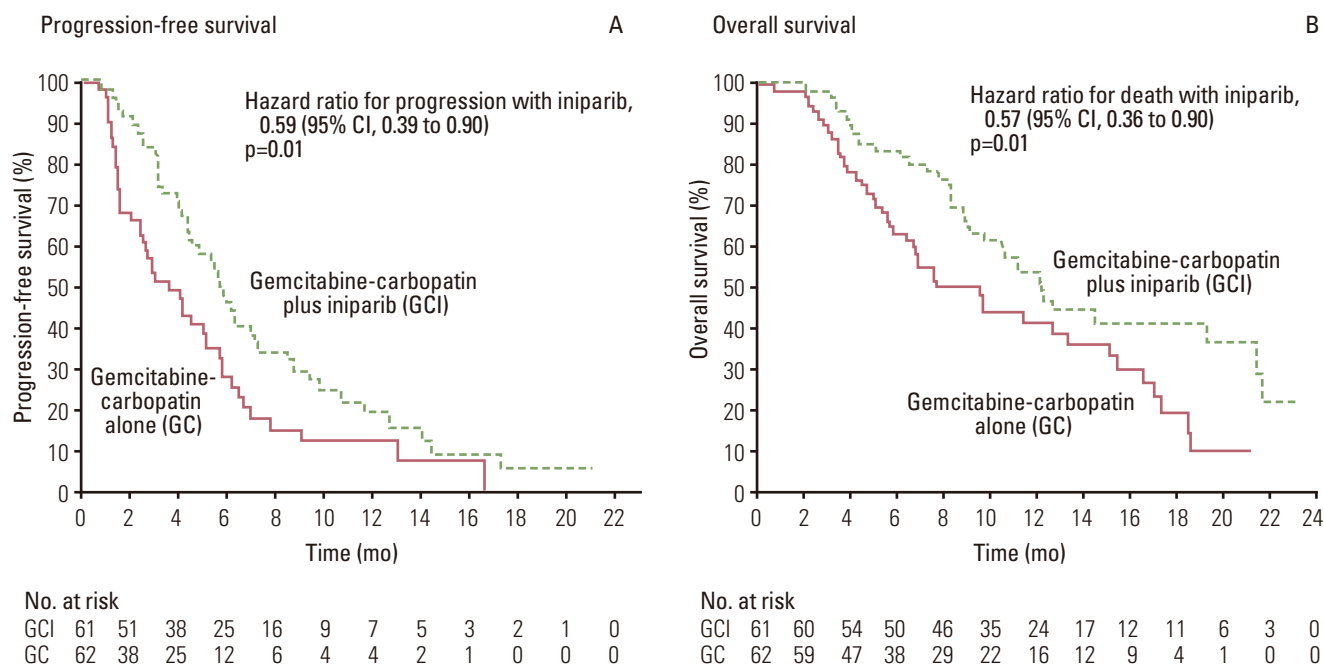 Progression-free survival
A
Progression-free survival (%)
100
90
80
70
60
50
40
30
20
10
0
Hazard ratio for progression with iniparib,
0.59 (95% CI, 0.39 to 0.90)
p=0.01
Gemcitabine-carbopatin
plus iniparib (GCI)
Gemcitabine-
carbopatin
alone (GC)
0 2 4 6 8 10 12 14 16 18 20 22
Time (mo)
No. at risk
GCI 61 51 38 25 16 9 7 5 3 2 1 0
GC 62 38 25 12 6 4 4 2 1 0 0 0
Overall survival
B
Overall survival (%)
100
90
80
70
60
50
40
30
20
10
0
Hazard ratio for death with iniparib,
0.57 (95% CI, 0.36 to 0.90)
p=0.01
Gemcitabine-carbopatin
plus iniparib (GCI)
Gemcitabine-carbopatin
alone (GC)
0 2 4 6 8 10 12 14 16 18 20 22 24
Time (mo)
No. at risk
GCI 61 60 54 50 46 35 24 17 12 11 6 3 0
GC 62 59 47 38 29 22 16 12 9 4 1 0 0